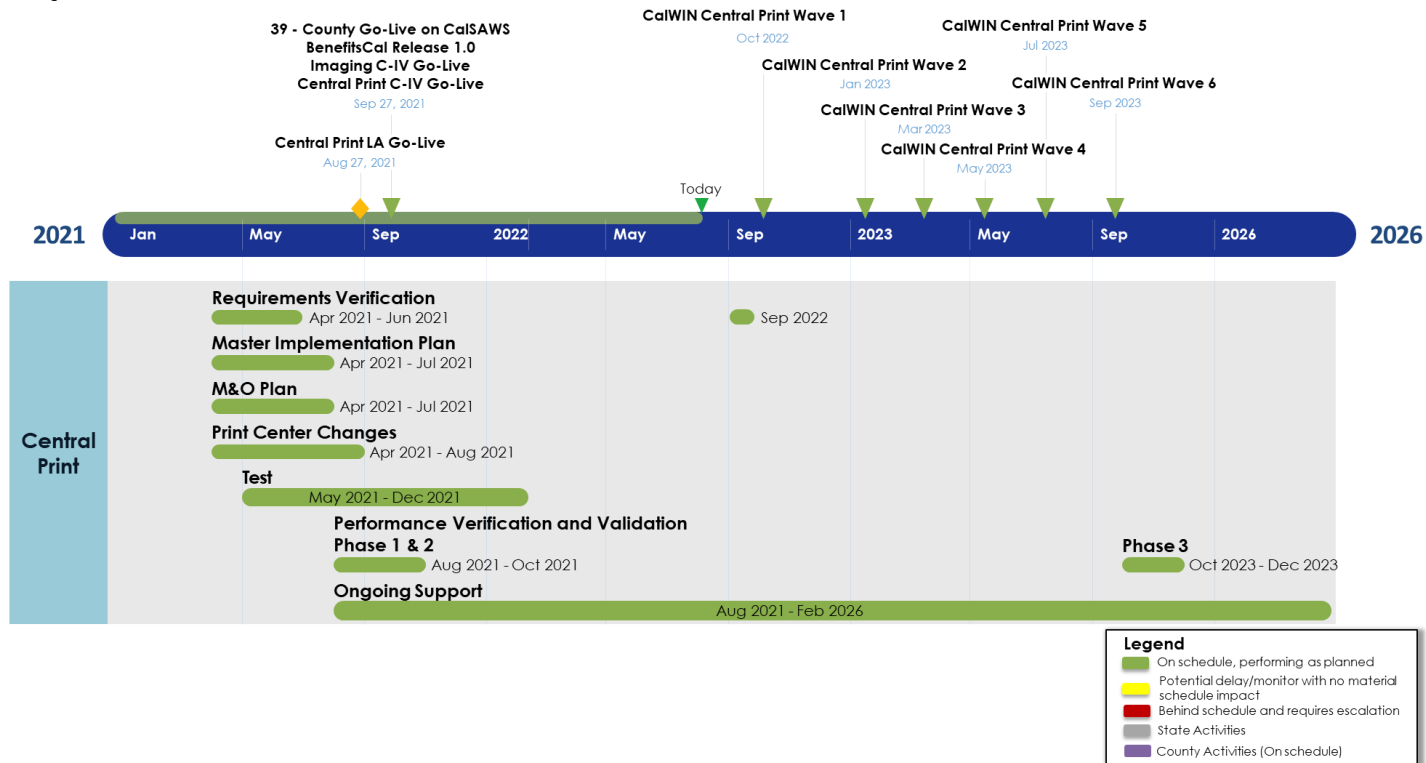 39 - County Go-Live on CalSAWS
BenefitsCal Release 1.0
Imaging C-IV Go-Live
Central Print C-IV Go-Live
Sep 27, 2021
Central Print LA Go-Live
Aug 27, 2021
CalWIN Central Print Wave 1
Oct 2022
CalWIN Central Print Wave 2
Jan 2023
CalWIN Central Print Wave 3
Mar 2023
CalWIN Central Print Wave 4
May 2023
CalWIN Central Print Wave 5
Jul 2023
CalWIN Central Print Wave 6
Sep 2023
Today
2021 Jan May Sep 2022 May Sep 2023 May Sep 2026 2026
Central
Print
Requirements Verification
Apr 2021 - Jun 2021
Sep 2022
Master Implementation Plan
Apr 2021 - Jul 2021
M&O Plan
Apr 2021 - Jul 2021
Print Center Changes
Apr 2021 - Aug 2021
Test
May 2021 - Dec 2021
Performance Verification and Validation
Phase 1 & 2
Aug 2021 - Oct 2021
Phase 3
Oct 2023 - Dec 2023
Ongoing Support
Aug 2021 - Feb 2026
Legend
On schedule, performing as planned
Potential delay/monitor with no material
schedule impact
Behind schedule and requires escalation
State Activities
County Activities (On schedule)